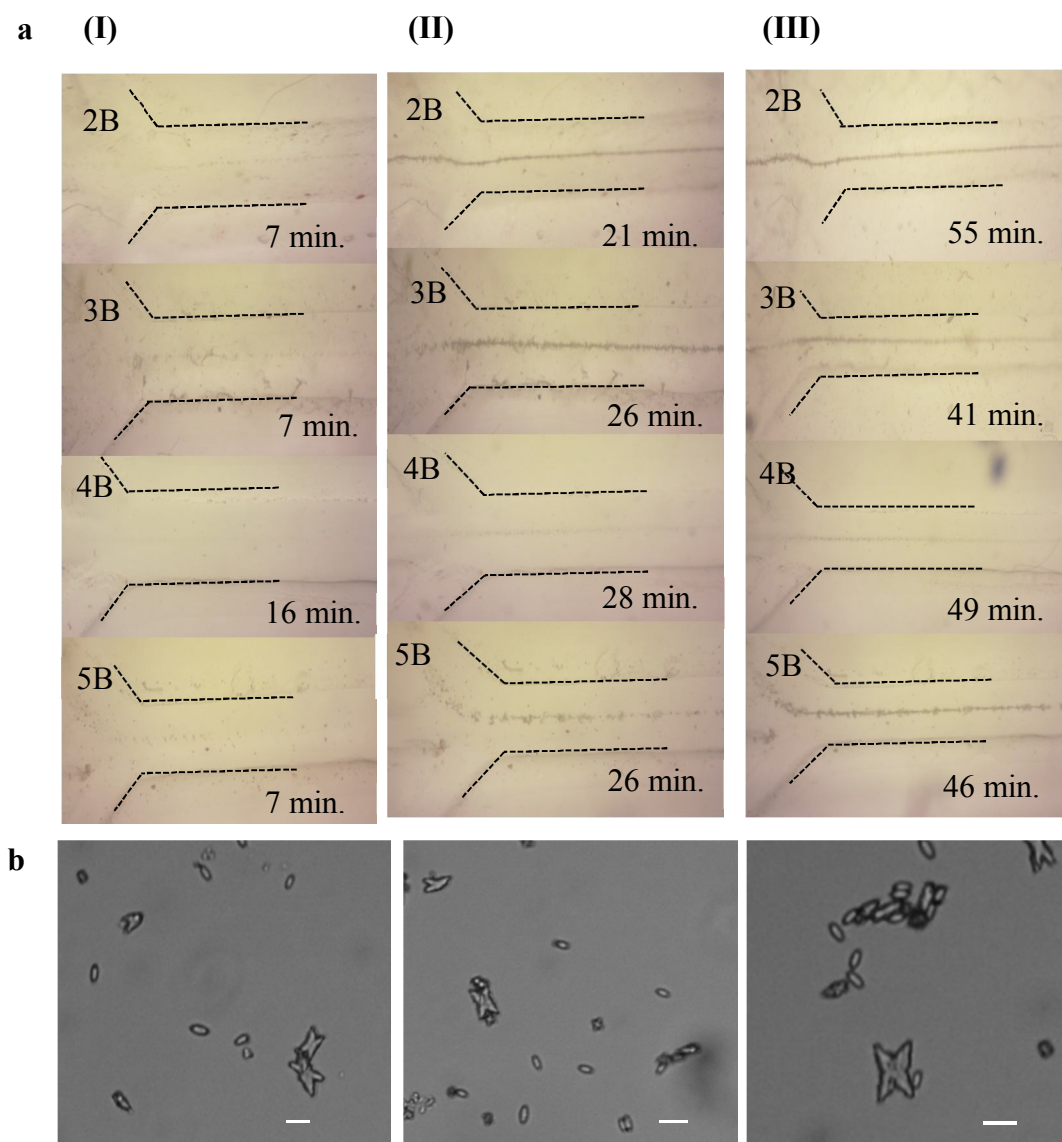 a (I) (II) (III)
2B 2B 2B
7 min. 21 min. 55 min.
3B 3B 3B
7 min. 26 min. 41 min.
4B 4B 4B
16 min. 28 min. 49 min.
5B 5B 5B
7 min. 26 min. 46 min.
b